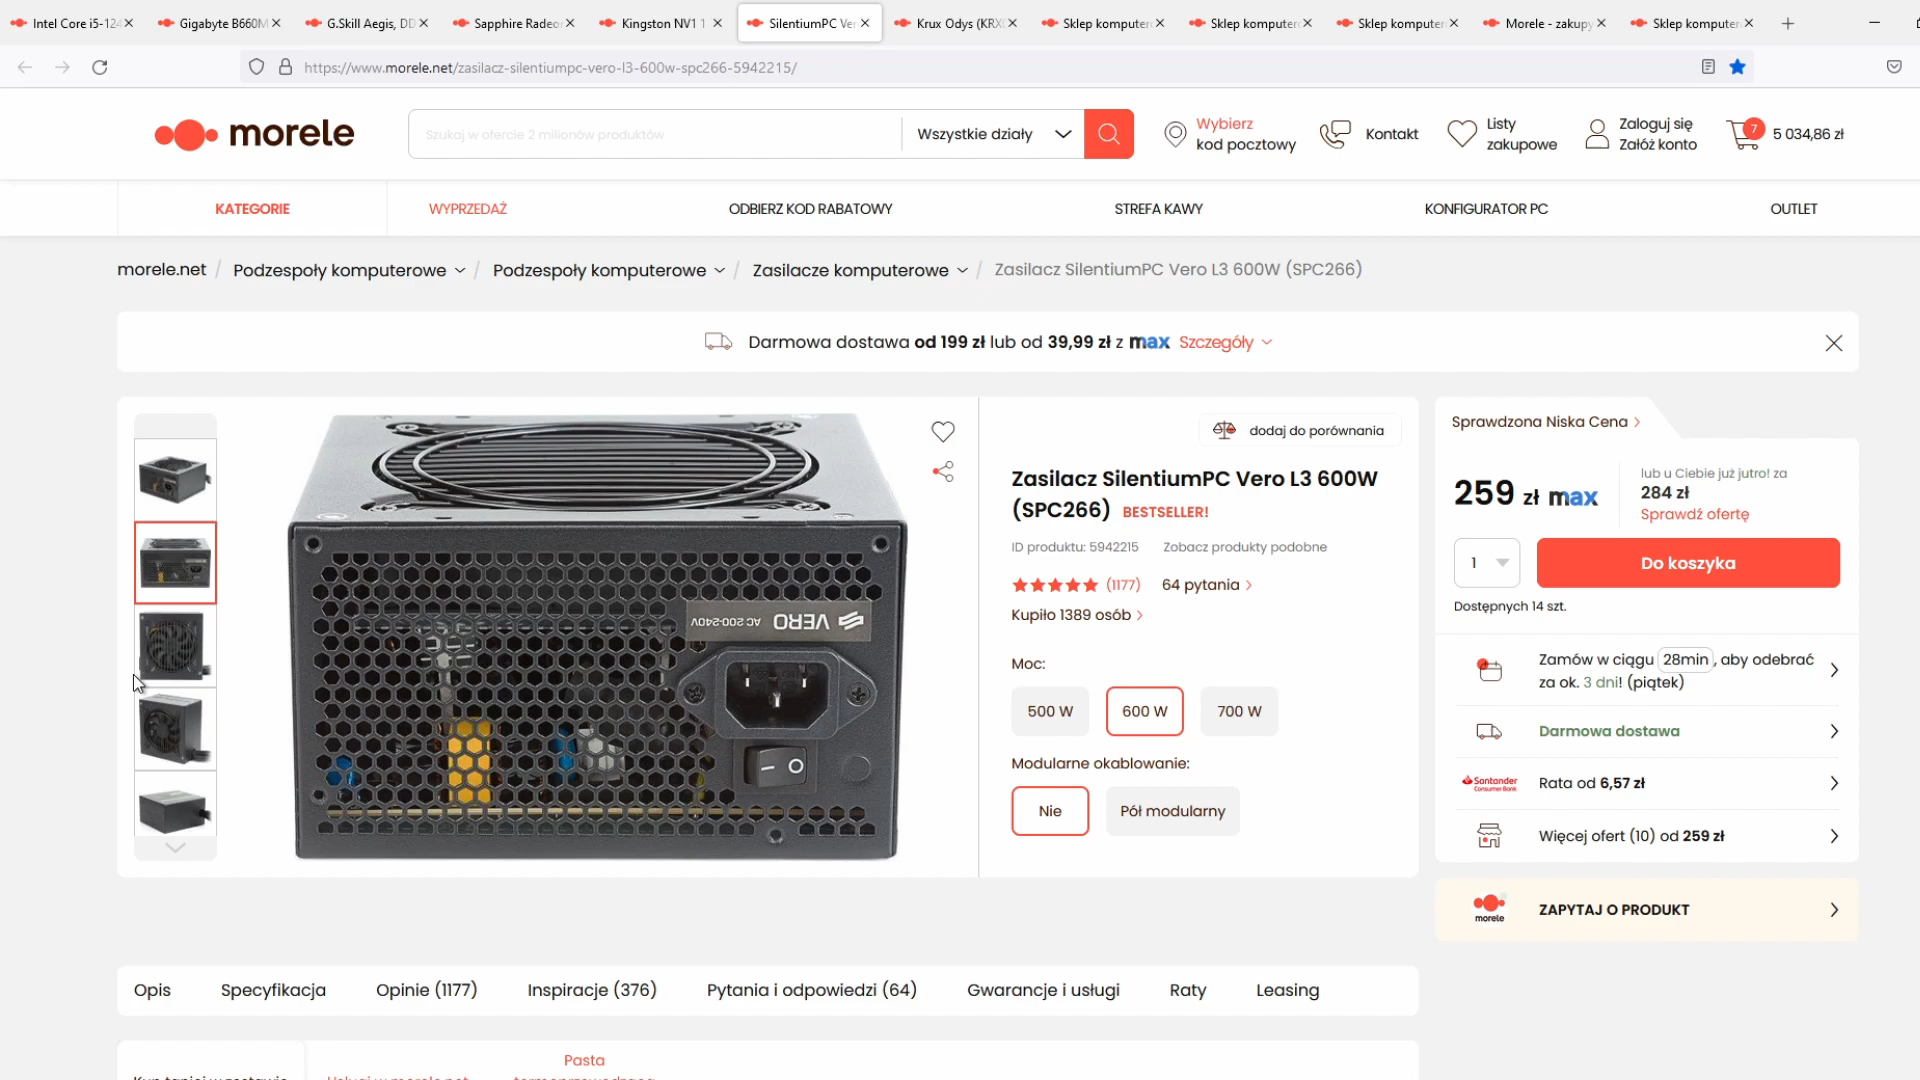 Intel Core i5-124
Gigabyte B660M
G.Skill Aegis, DD
Sapphire Radeo
Kingston NV1 1
SilentiumPC Ver
Krux Odys (KRX
Sklep komputer
Sklep komputer
Sklep komputer
Morele - zakupy
Sklep komputer
https://www.morele.net/zasilacz-silentiumpc-vero-l3-600w-spc266-5942215/
morele
Szukaj w ofercie 2 milionów produktów
Wszystkie działy
Wybierz
kod pocztowy
Kontakt
Listy
zakupowe
Zaloguj się
Załóż konto
7
5 034,86 zł
KATEGORIE
WYPRZEDAŻ
ODBIERZ KOD RABATOWY
STREFA KAWY
KONFIGURATOR PC
OUTLET
morele.net / Podzespoły komputerowe / Podzespoły komputerowe / Zasilacze komputerowe / Zasilacz SilentiumPC Vero L3 600W (SPC266)
Darmowa dostawa od 199 zł lub od 39,99 zł z max Szczegóły
VERO AC 200-240V
dodaj do porównania
Zasilacz SilentiumPC Vero L3 600W
(SPC266) BESTSELLER!
ID produktu: 5942215 Zobacz produkty podobne
(1177) 64 pytania
Kupiło 1389 osób
Moc:
500 W
600 W
700 W
Modularne okablowanie:
Nie
Pół modularny
Sprawdzona Niska Cena
259 zł max
lub u Ciebie już jutro! za
284 zł
Sprawdź ofertę
1
Do koszyka
Dostępnych 14 szt.
Zamów w ciągu 28min, aby odebrać
za ok. 3 dni! (piątek)
Darmowa dostawa
Santander
Consumer Bank
Rata od 6,57 zł
Więcej ofert (10) od 259 zł
morele
ZAPYTAJ O PRODUKT
Opis
Specyfikacja
Opinie (1177)
Inspiracje (376)
Pytania i odpowiedzi (64)
Gwarancje i usługi
Raty
Leasing
Pasta